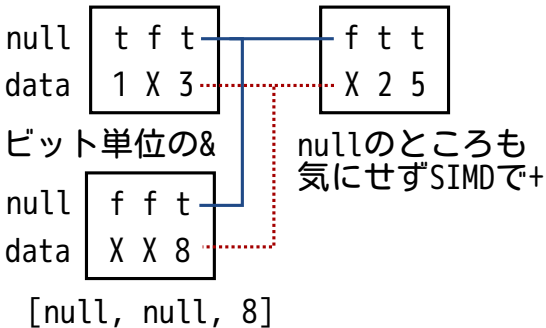 null t f t f t t
data 1 X 3 X 2 5
ビット単位の&
nullのところも
気にせずSIMDで+
null f f t
data X X 8
[null, null, 8]